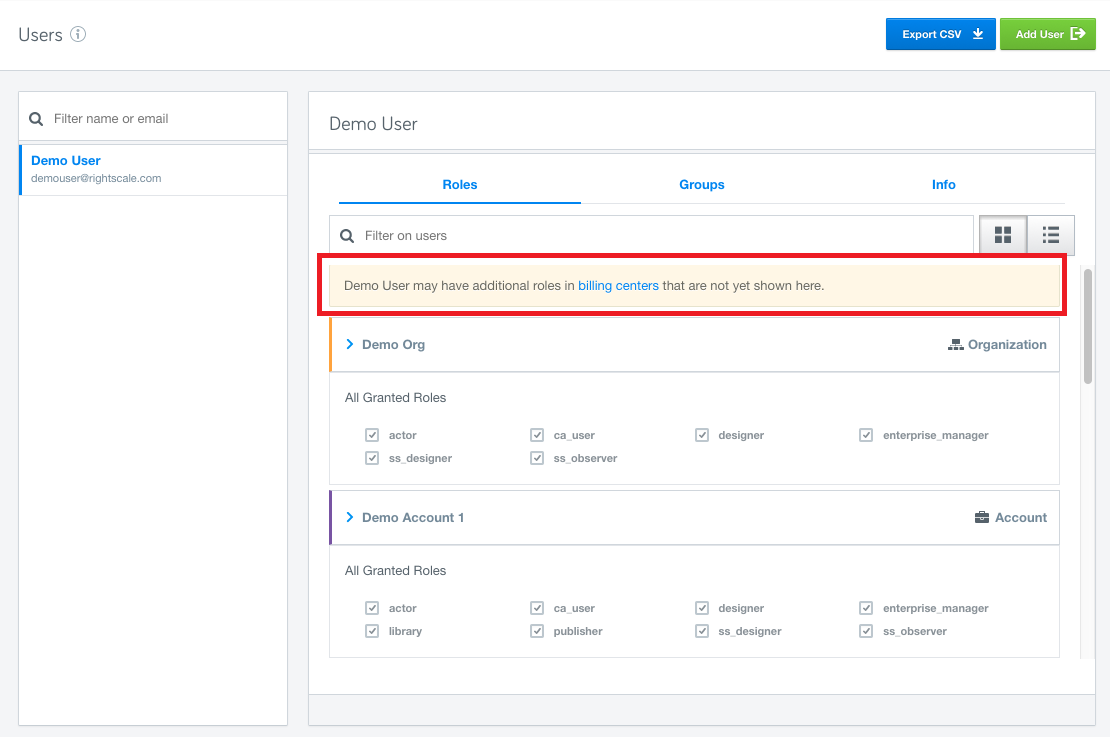 Users
Export CSV
Add User
Filter name or email
Demo User
demouser@rightscale.com
Demo User
Roles Groups Info
Filter on users
Demo User may have additional roles in billing centers that are not yet shown here.
Demo Org Organization
All Granted Roles
actor ca_user designer enterprise_manager
ss_designer ss_observer
Demo Account 1 Account
All Granted Roles
actor ca_user designer enterprise_manager
library publisher ss_designer ss_observer